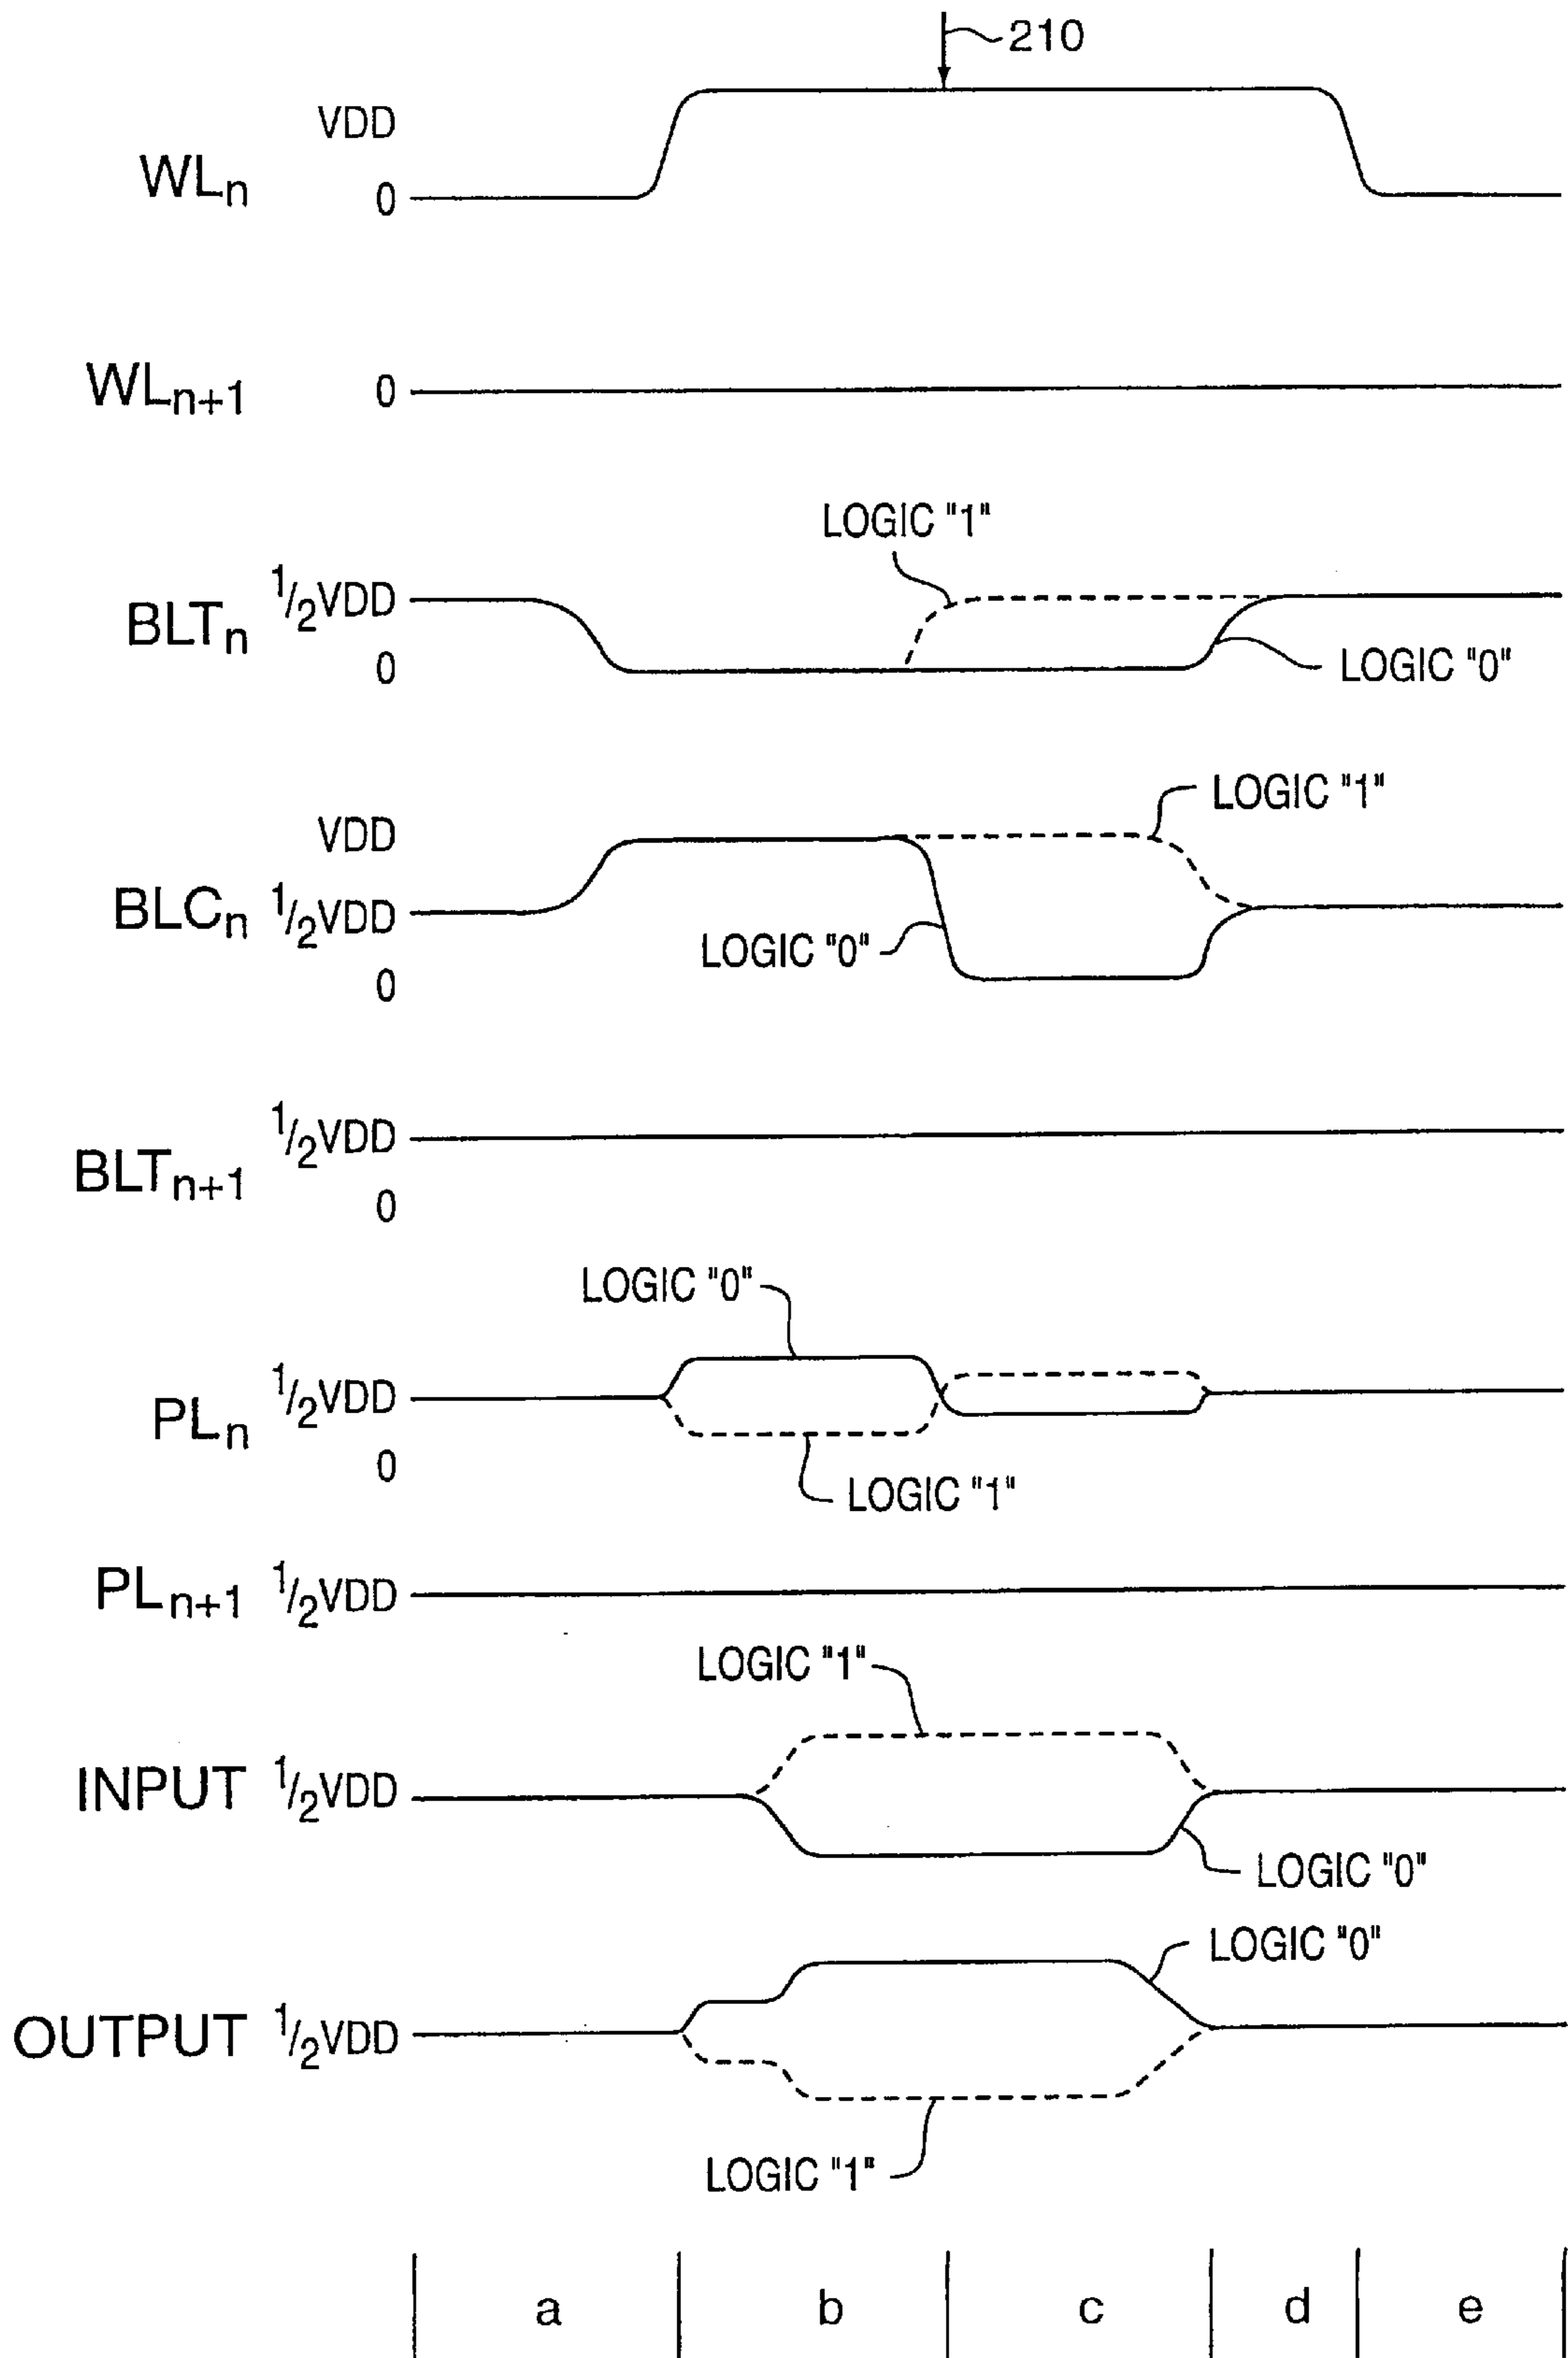 210
VDD
WLn
0
WLn+1 0
LOGIC "1"
BLTn 1/2VDD
0
LOGIC "0"
LOGIC "1"
VDD
BLCn 1/2VDD
LOGIC "0"
0
1/2VDD
BLTn+1
0
LOGIC "0"
1/2VDD
PLn
0
LOGIC "1"
PLn+1 1/2VDD
LOGIC "1"
INPUT 1/2VDD
LOGIC "0"
LOGIC "0"
OUTPUT 1/2VDD
LOGIC "1"
a b c d e